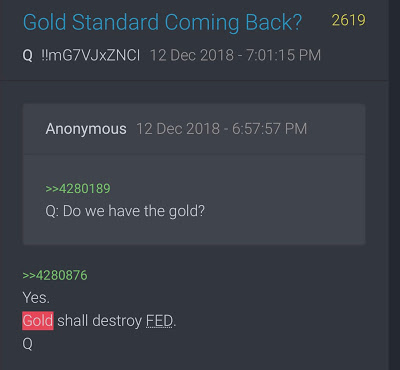 Gold Standard Coming Back? 2619
Q !!mG7VJxZNCI 12 Dec 2018 - 7:01:15 PM
Anonymous 12 Dec 2018 - 6:57:57 PM
>>4280189
Q: Do we have the gold?
>>4280876
Yes.
Gold shall destroy FED.
Q